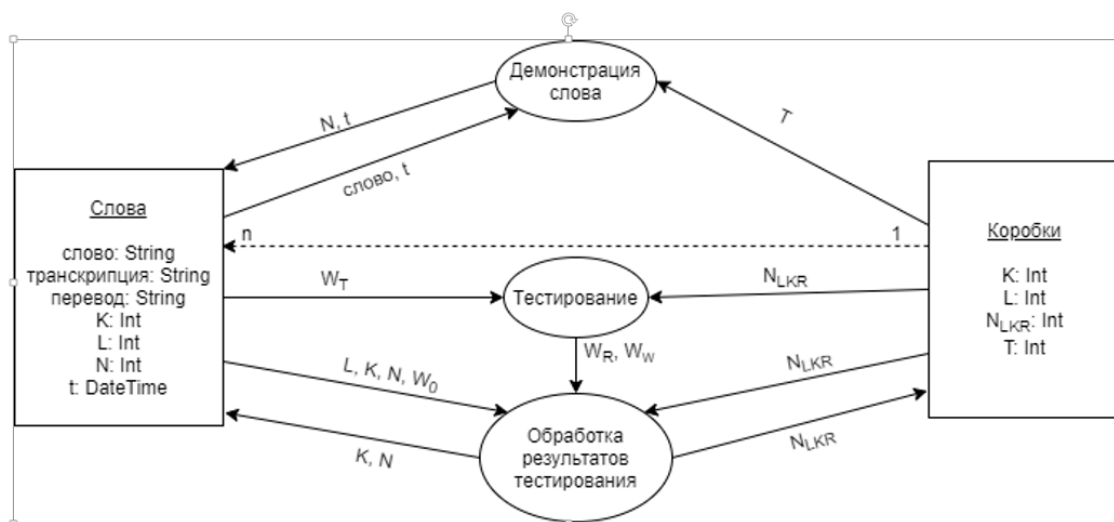 Демонстрация
слова
N, t
T
слово, t
Слова
слово: String
транскрипция: String
перевод: String
K: Int
L: Int
N: Int
t: DateTime
n
1
Коробки
K: Int
L: Int
N_LKR: Int
T: Int
W_T
Тестирование
N_LKR
W_R, W_w
L, K, N, W_0
N_LKR
K, N
Обработка
результатов
тестирования
N_LKR